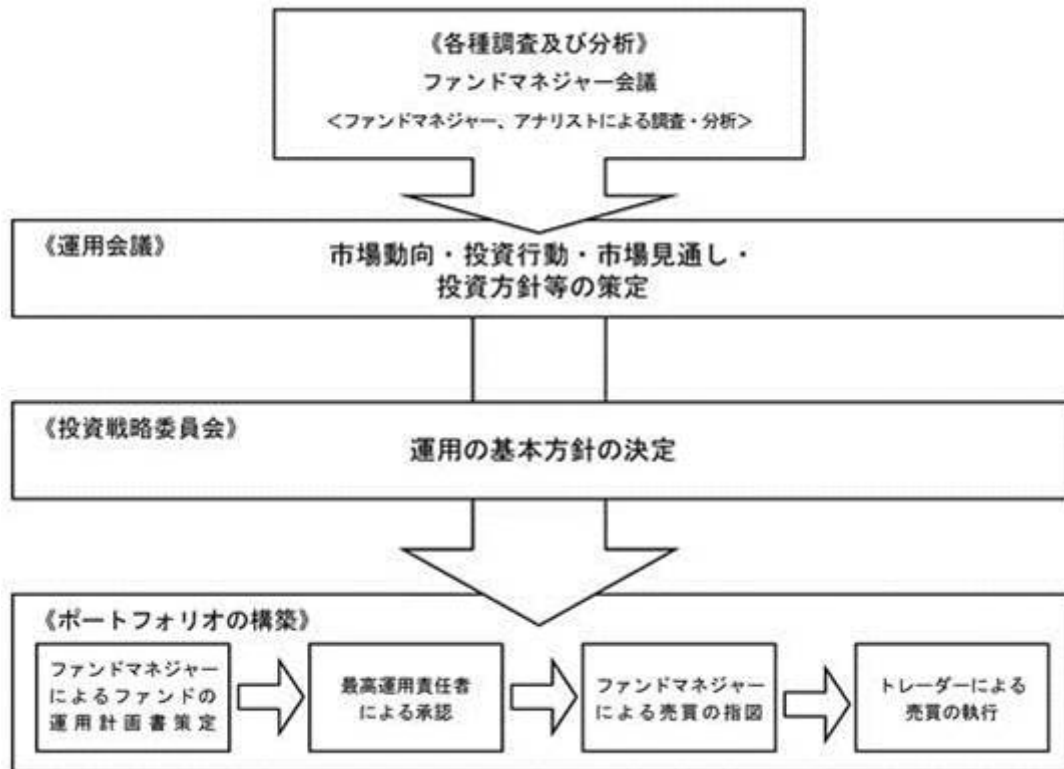 《各種調査及び分析》
ファンドマネジャー会議
<ファンドマネジャー、アナリストによる調査・分析>
《運用会議》
市場動向・投資行動・市場見通し・
投資方針等の策定
《投資戦略委員会》
運用の基本方針の決定
《ポートフォリオの構築》
ファンドマネジャー
によるファンドの
運用計画書策定
最高運用責任者
による承認
ファンドマネジャー
による売買の指図
トレーダーによる
売買の執行